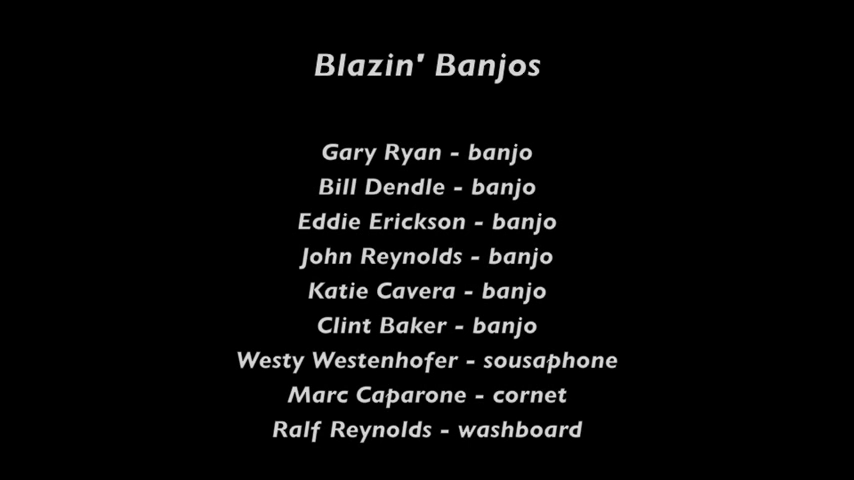 Blazin' Banjos
Gary Ryan - banjo
Bill Dendle - banjo
Eddie Erickson - banjo
John Reynolds - banjo
Katie Cavera - banjo
Clint Baker - banjo
Westy Westenhofer - sousaphone
Marc Caparone - cornet
Ralf Reynolds - washboard